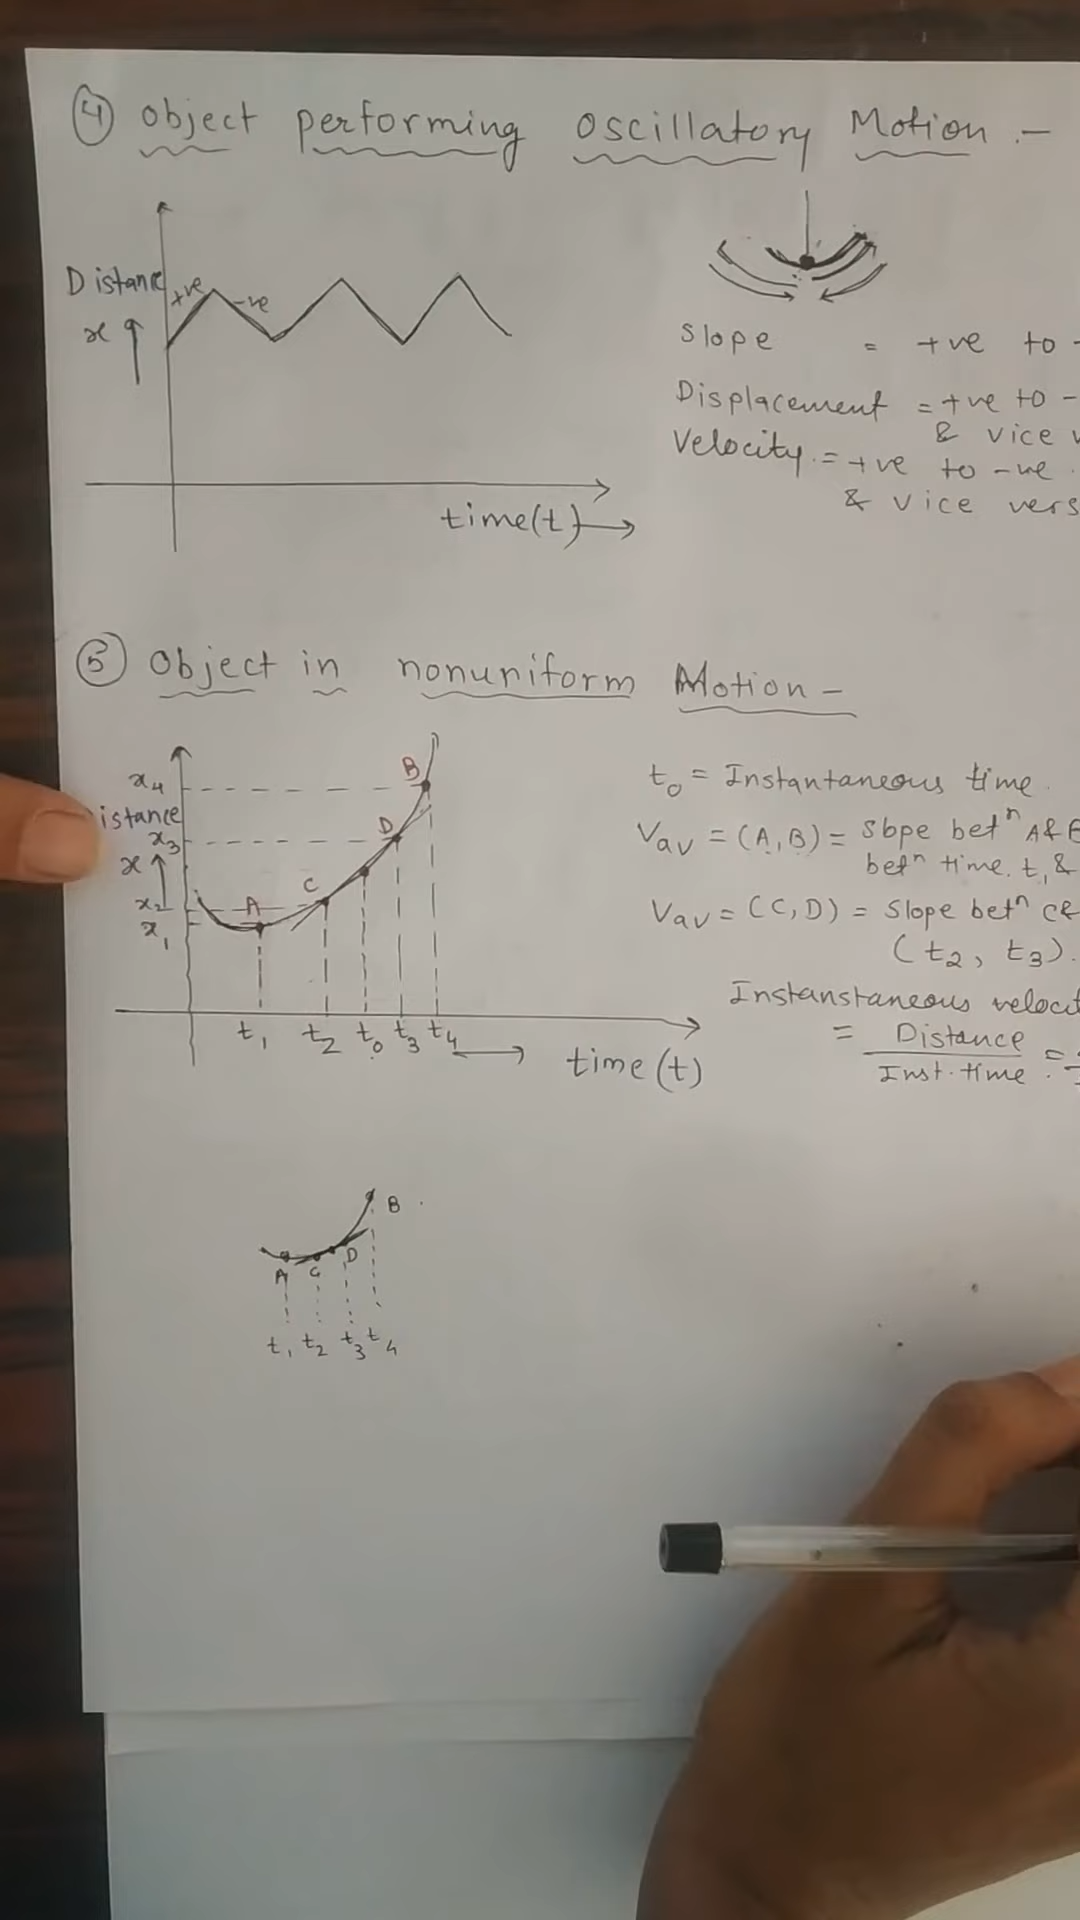 4 Object performing Oscillatory Motion :-
Distanc
x
+ve
-ve
time(t)
Slope = +ve to -
Displacement = +ve to -
& vice v
Velocity. = +ve to -ve
& vice vers
5 Object in nonuniform Motion -
x4
istance
x3
x
x2
x1
A
C
D
B
t1 t2 t0 t3 t4
time (t)
t0 = Instantaneous time.
Vav = (A, B) = Slope betn A&B
betn time. t1 &
Vav = (C, D) = Slope betn C&
(t2, t3).
Instanstaneous velocit
= Distance
Inst. time =
B
A C D
t1 t2 t3 t4